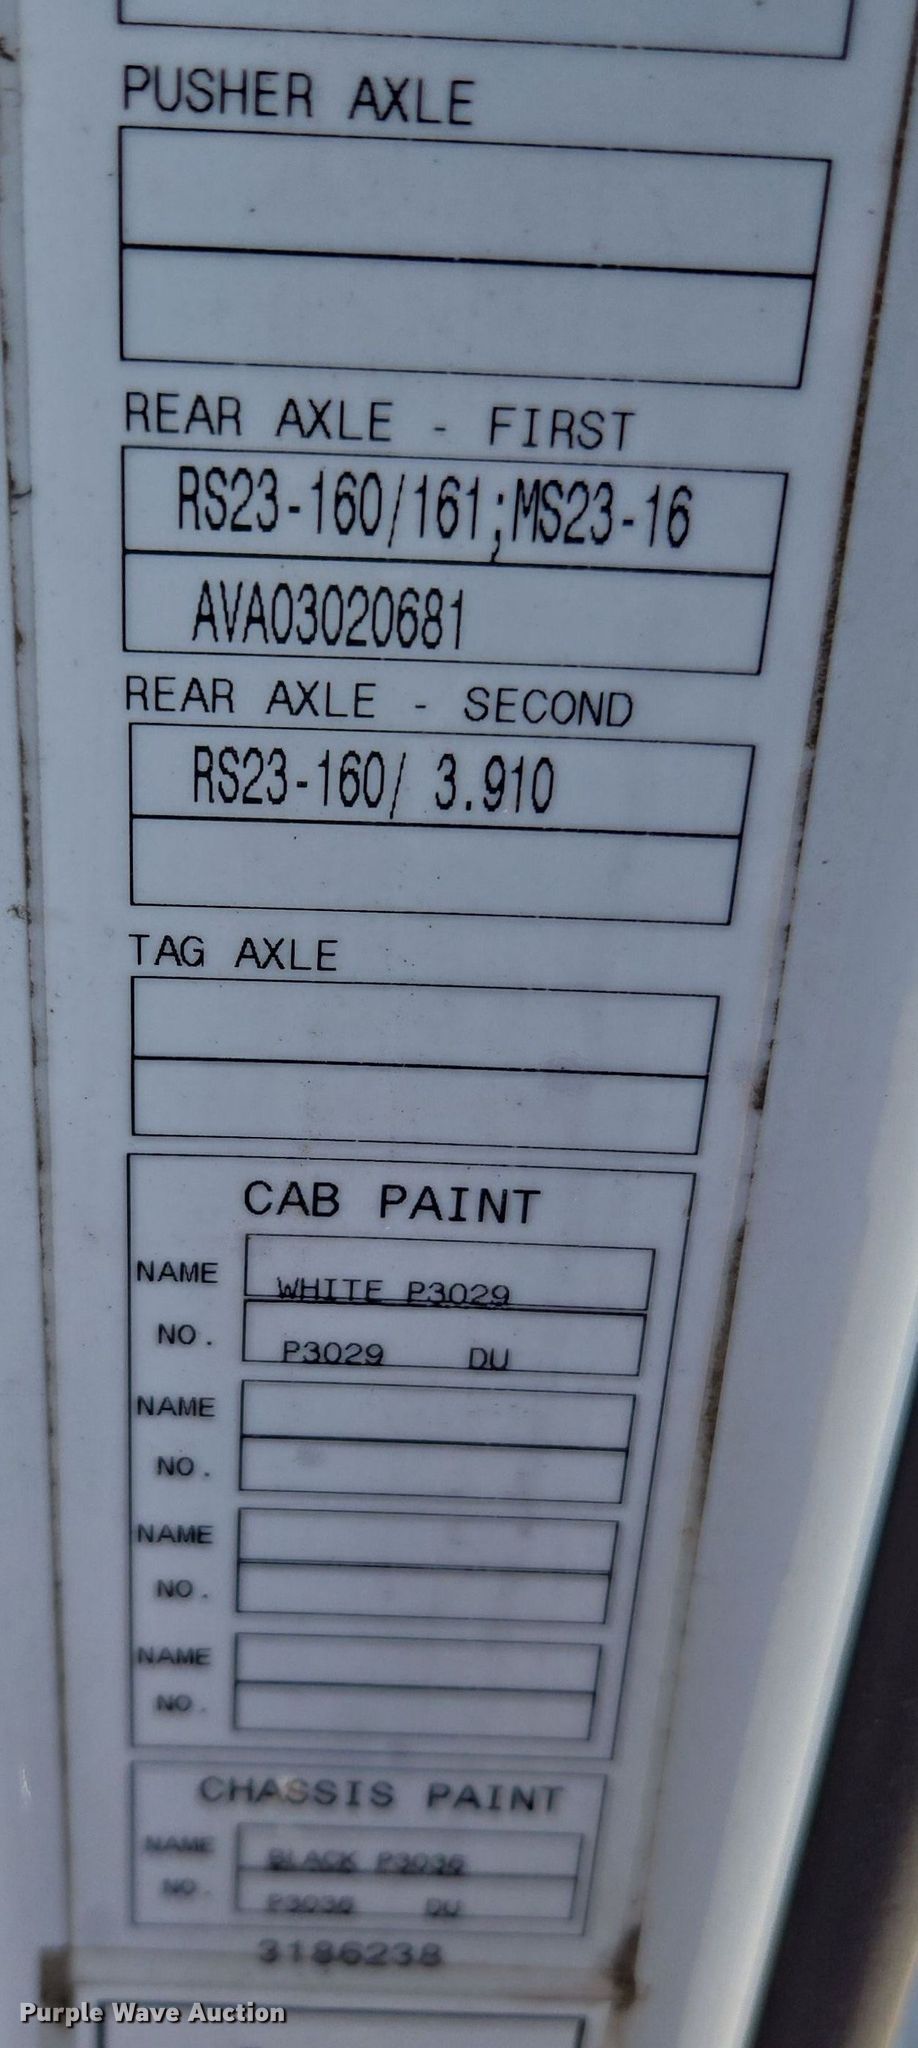 PUSHER AXLE
REAR AXLE - FIRST
RS23-160/161;MS23-16
AVA03020681
REAR AXLE - SECOND
RS23-160/ 3.910
TAG AXLE
CAB PAINT
NAME WHITE P3029
NO. P3029 DU
NAME
NO.
NAME
NO.
NAME
NO.
CHASSIS PAINT
NAME BLACK P3036
NO. P3036 DU
3186238
Purple Wave Auction